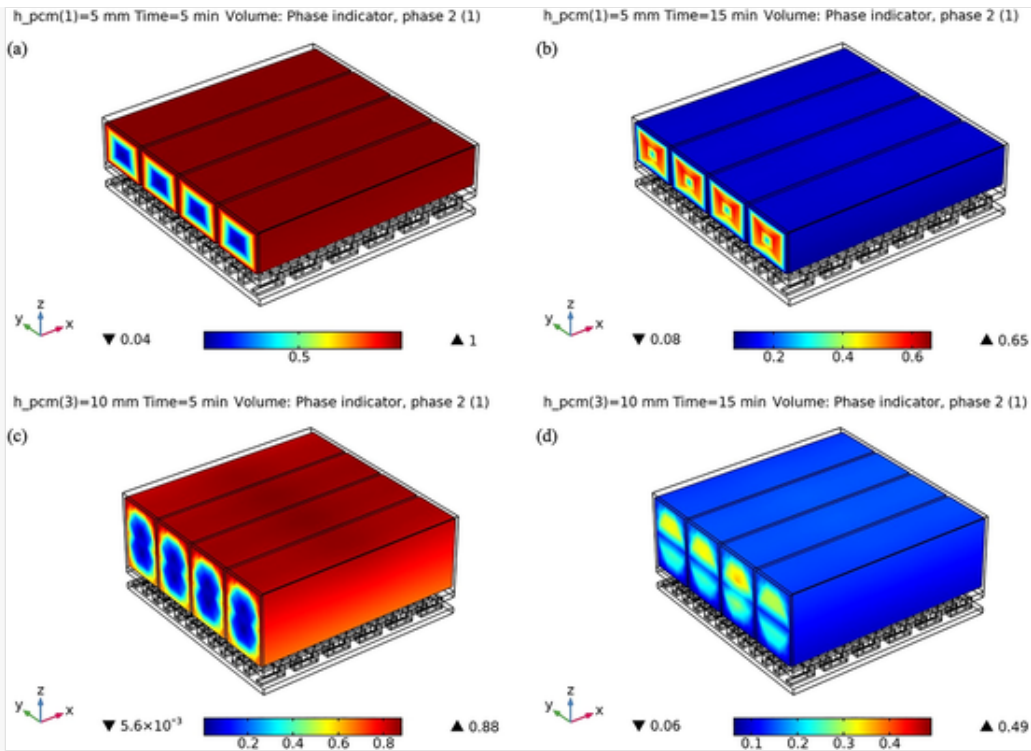 h_pcm(1)=5 mm Time=5 min Volume: Phase indicator, phase 2 (1)
(a)
z
y
x
▼ 0.04
0.5
▲ 1
h_pcm(1)=5 mm Time=15 min Volume: Phase indicator, phase 2 (1)
(b)
z
y
x
▼ 0.08
0.2 0.4 0.6
▲ 0.65
h_pcm(3)=10 mm Time=5 min Volume: Phase indicator, phase 2 (1)
(c)
z
y
x
▼ 5.6×10⁻³
0.2 0.4 0.6 0.8
▲ 0.88
h_pcm(3)=10 mm Time=15 min Volume: Phase indicator, phase 2 (1)
(d)
z
y
x
▼ 0.06
0.1 0.2 0.3 0.4
▲ 0.49